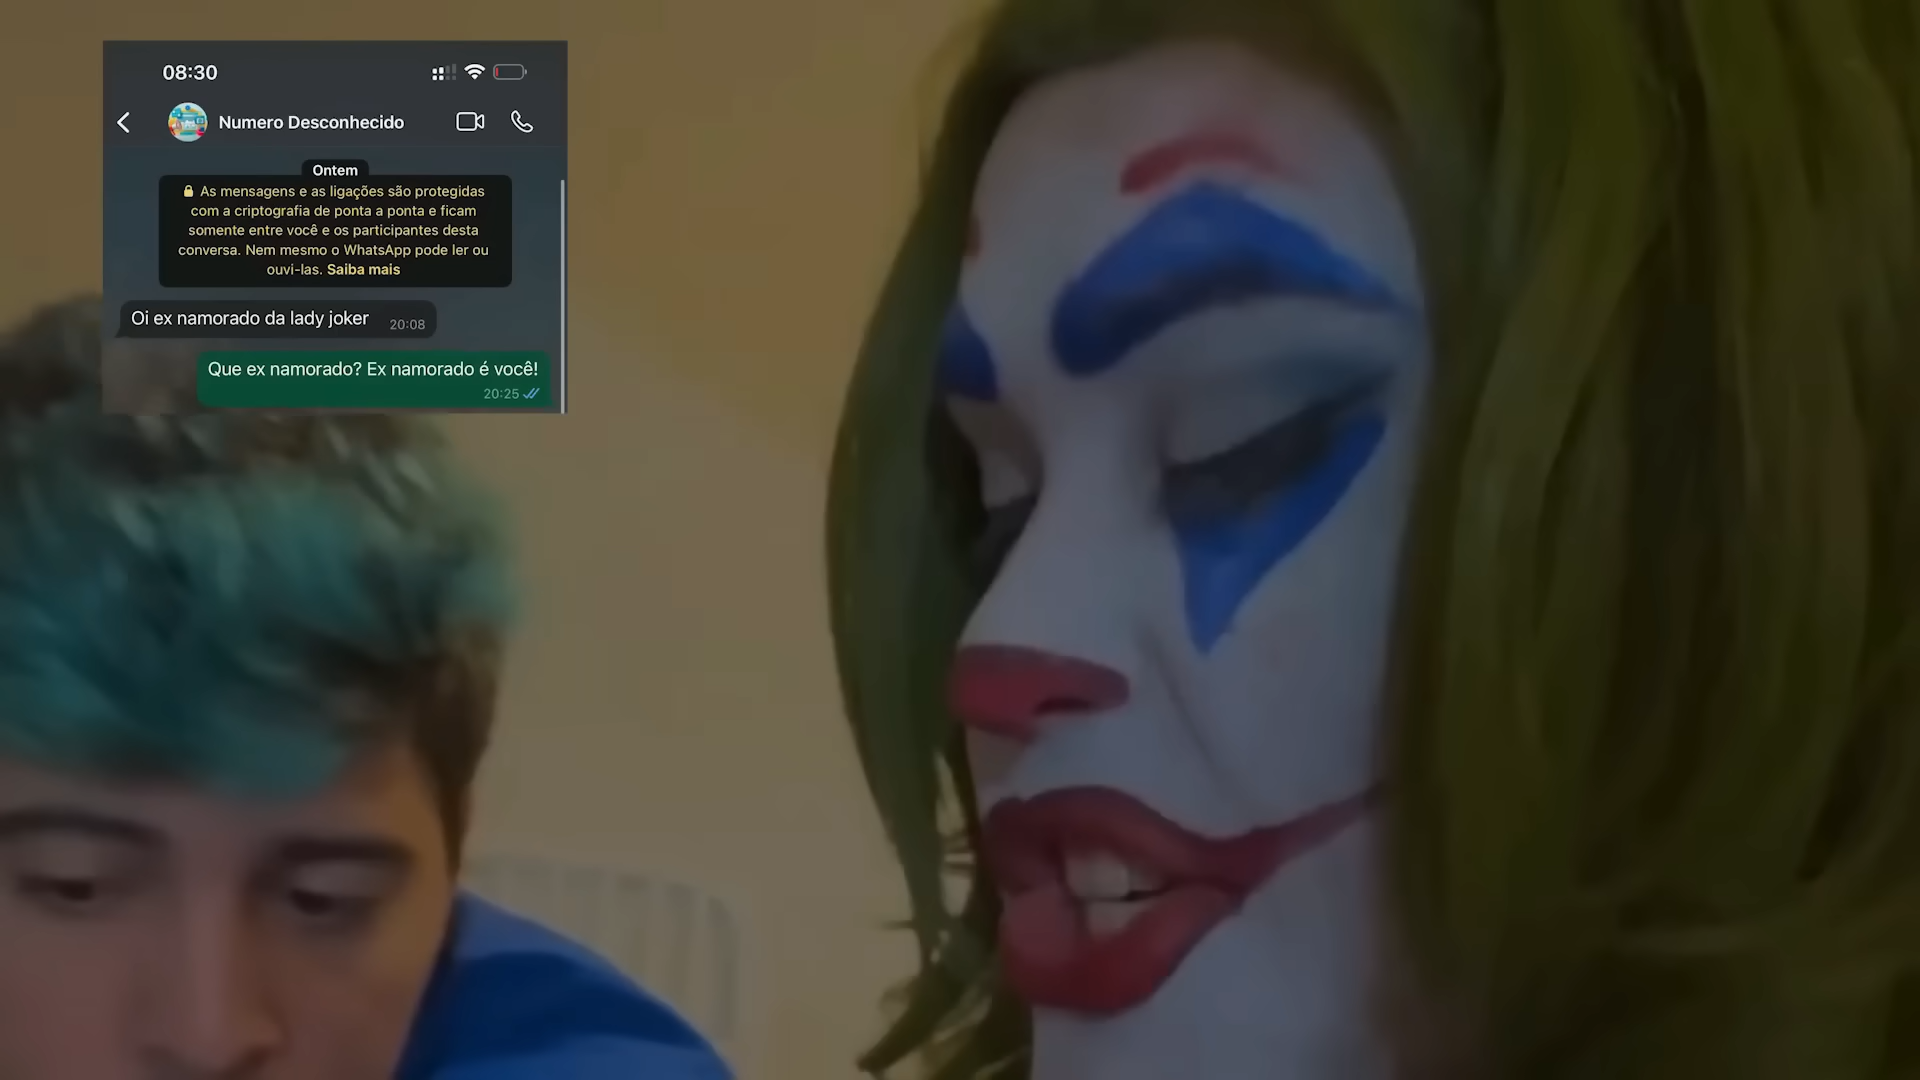 08:30
Numero Desconhecido
Ontem
As mensagens e as ligações são protegidas
com a criptografia de ponta a ponta e ficam
somente entre você e os participantes desta
conversa. Nem mesmo o WhatsApp pode ler ou
ouvi-las. Saiba mais
Oi ex namorado da lady joker 20:08
Que ex namorado? Ex namorado é você!
20:25